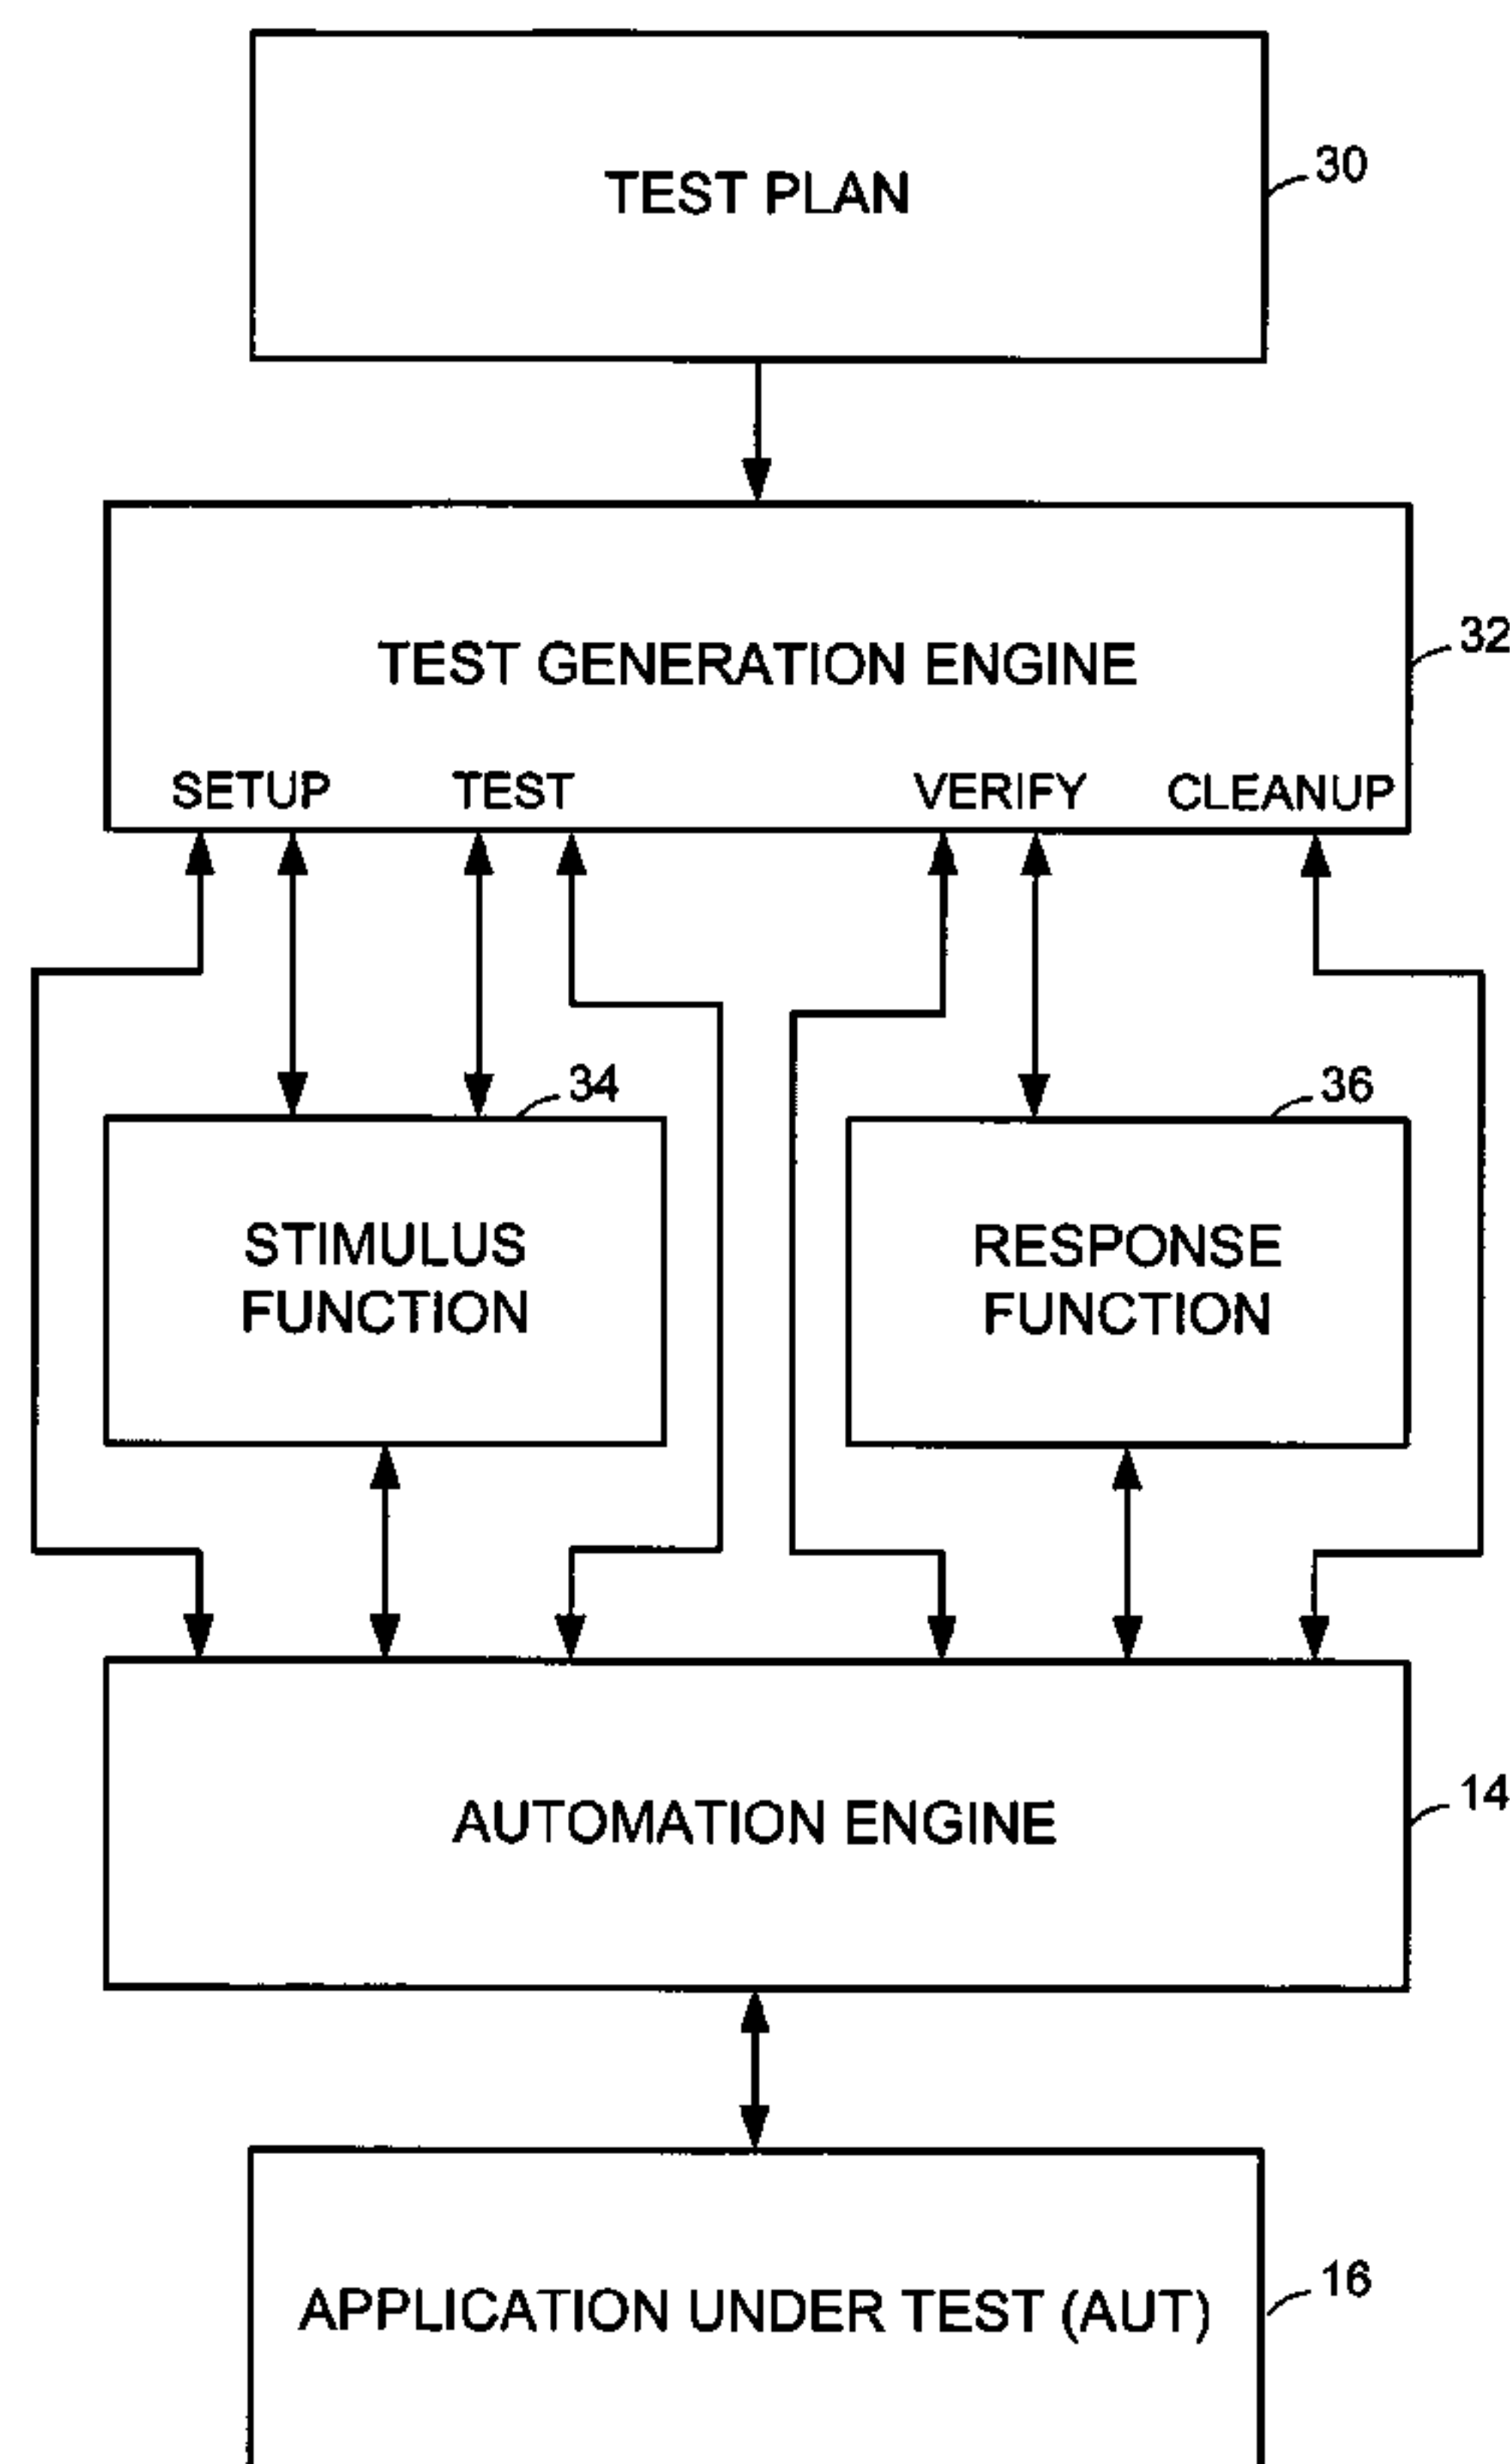 TEST PLAN
30
TEST GENERATION ENGINE
32
SETUP TEST VERIFY CLEANUP
34
36
STIMULUS
FUNCTION
RESPONSE
FUNCTION
AUTOMATION ENGINE
14
APPLICATION UNDER TEST (AUT)
16